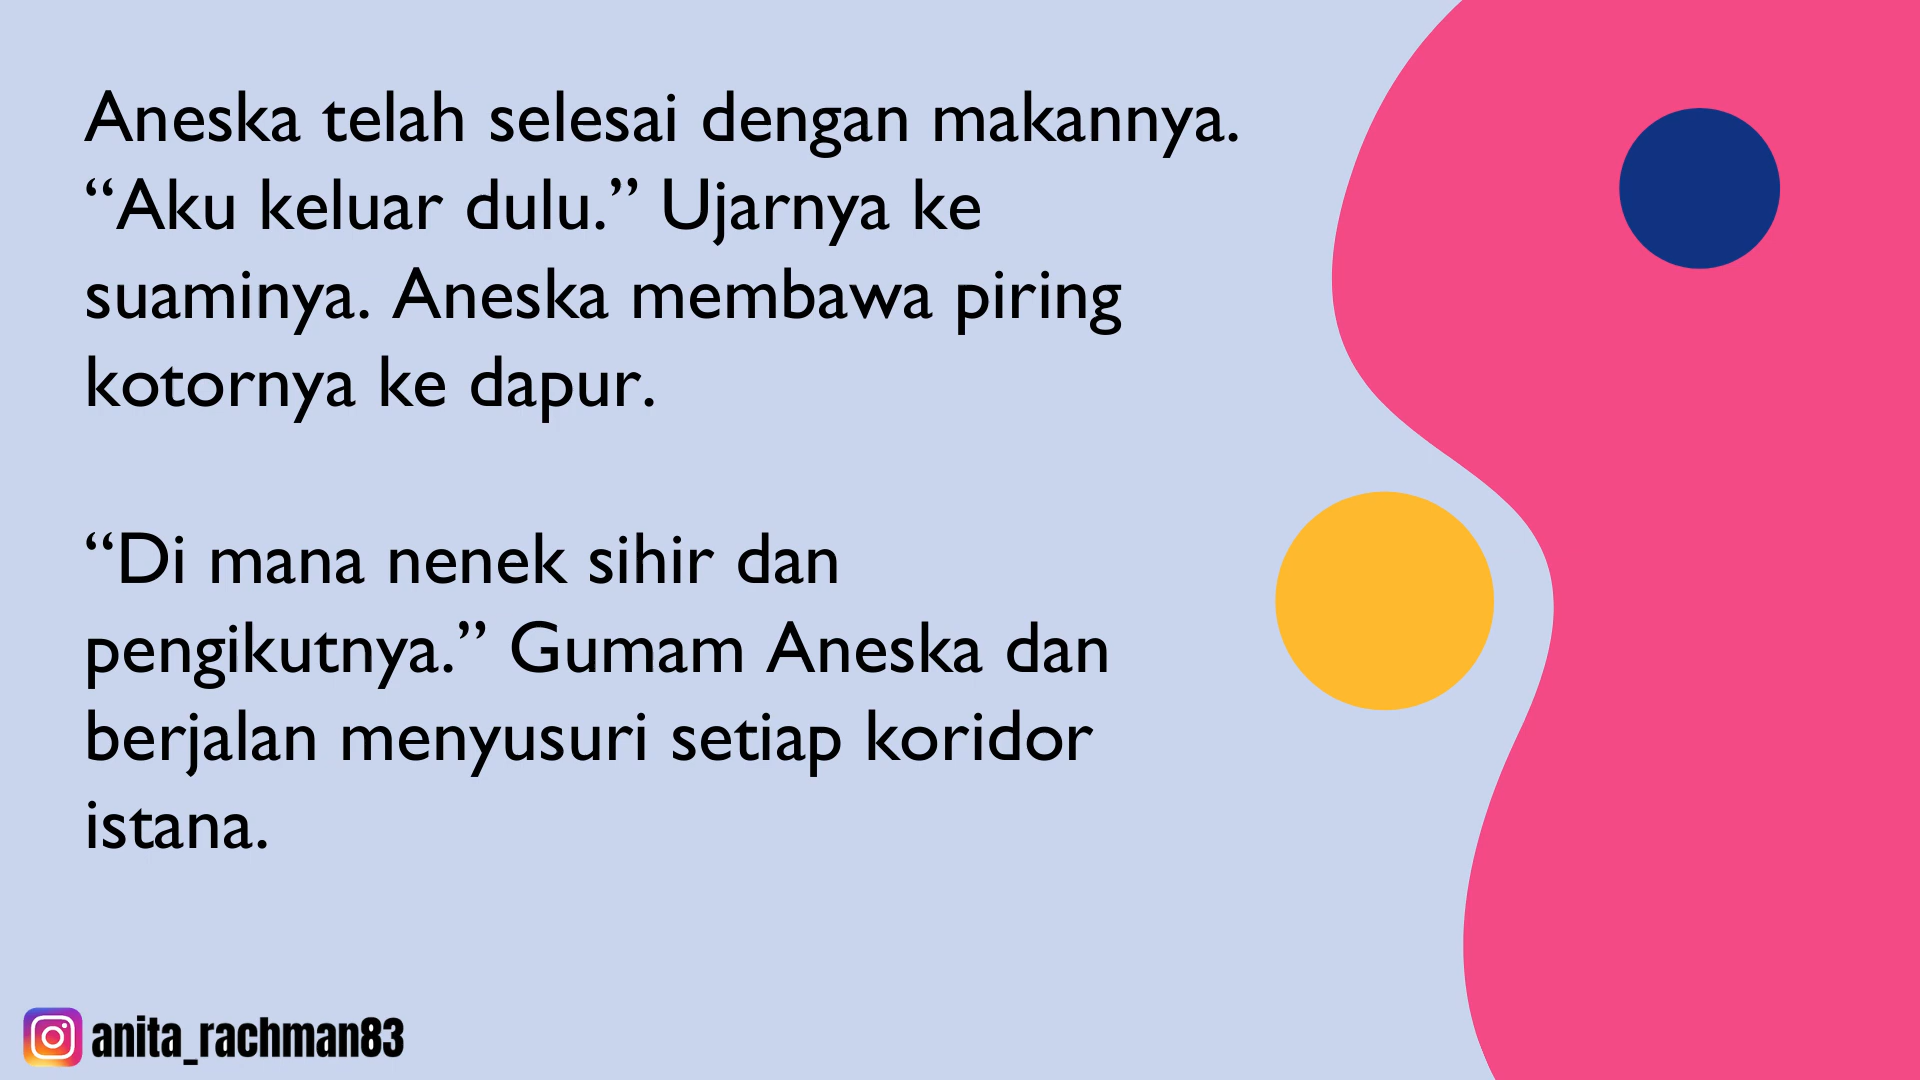 Aneska telah selesai dengan makannya.
“Aku keluar dulu.” Ujarnya ke
suaminya. Aneska membawa piring
kotornya ke dapur.
“Di mana nenek sihir dan
pengikutnya.” Gumam Aneska dan
berjalan menyusuri setiap koridor
istana.
anita_rachman83